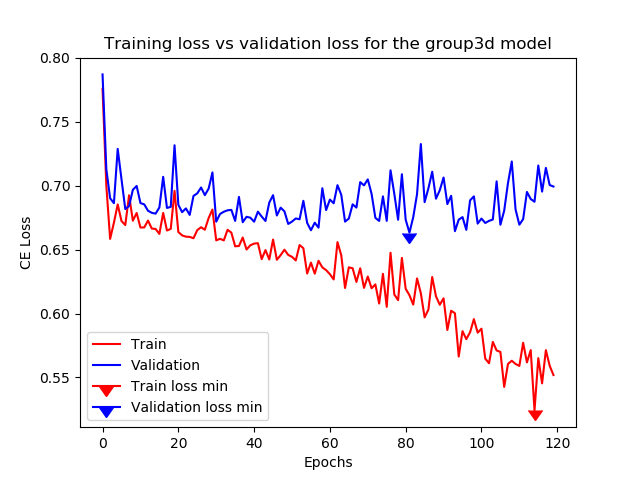 Training loss vs validation loss for the group3d model
0.80
0.75
0.70
0.65
0.60
0.55
CE Loss
Train
Validation
Train loss min
Validation loss min
0 20 40 60 80 100 120
Epochs